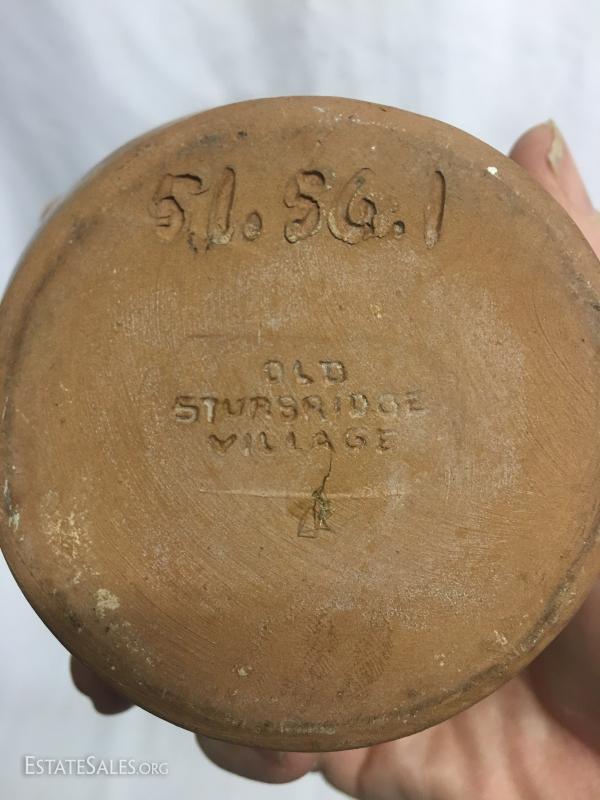 51.56.1
OLD
STURBRIDGE
VILLAGE
ESTATESALES.ORG